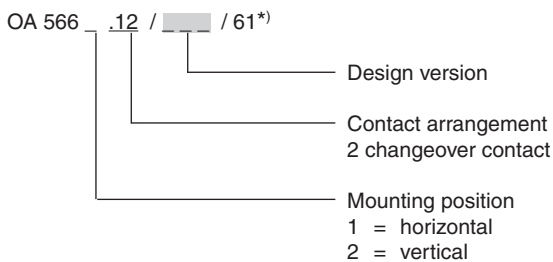 OA 566 _ .12 / _ _ _ / 61*)
Design version
Contact arrangement
2 changeover contact
Mounting position
1 = horizontal
2 = vertical